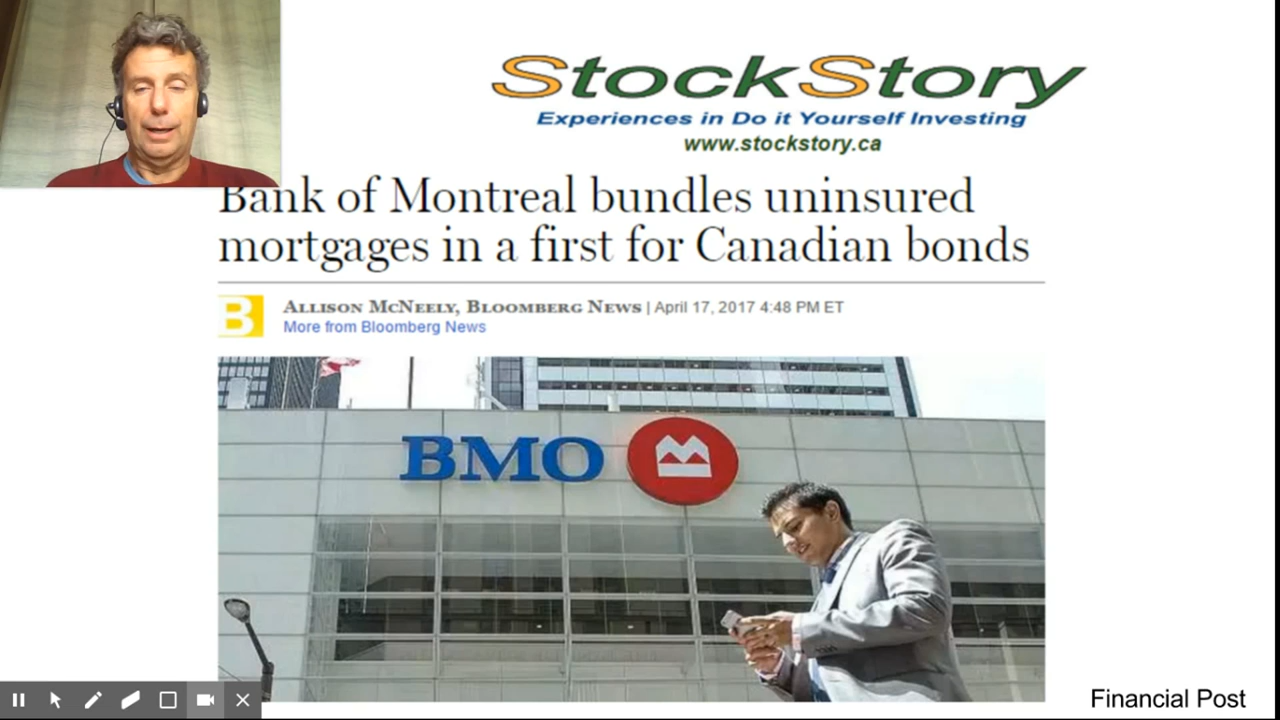 StockStory
Experiences in Do it Yourself Investing
www.stockstory.ca
Bank of Montreal bundles uninsured
mortgages in a first for Canadian bonds
B
ALLISON MCNEELY, BLOOMBERG NEWS | April 17, 2017 4:48 PM ET
More from Bloomberg News
BMO
Financial Post